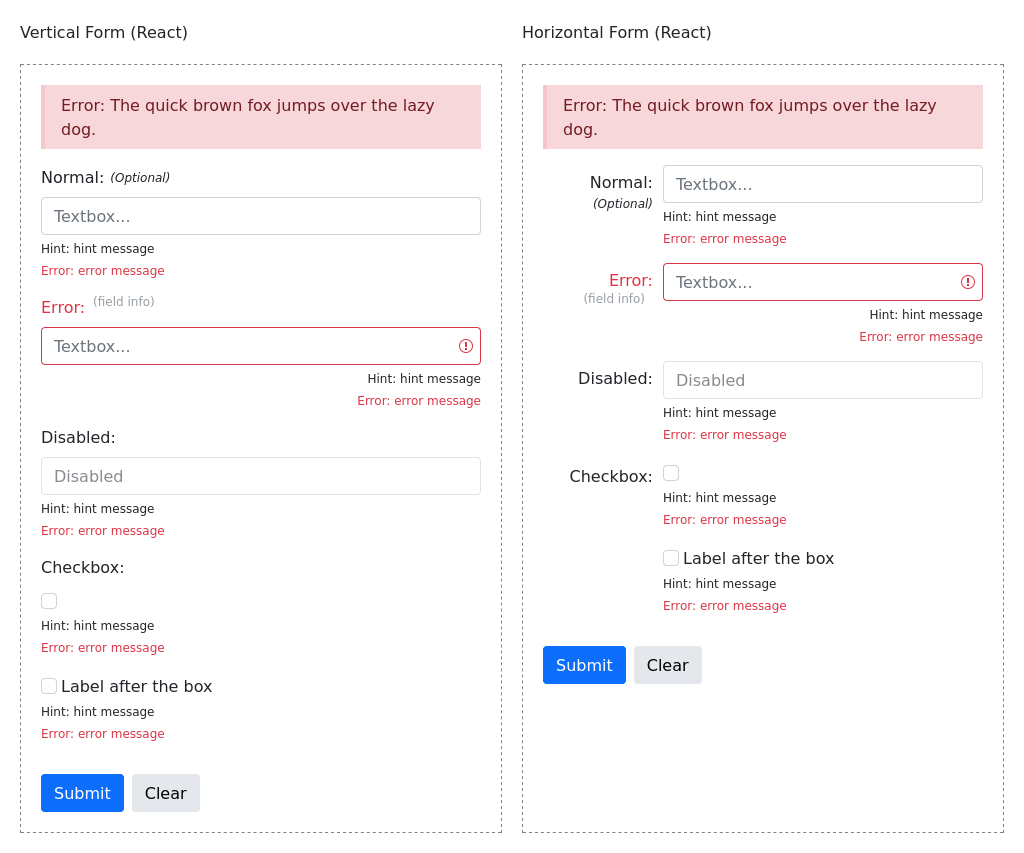 Vertical Form (React)
Error: The quick brown fox jumps over the lazy
dog.
Normal: (Optional)
Textbox...
Hint: hint message
Error: error message
Error: (field info)
Textbox...
Hint: hint message
Error: error message
Disabled:
Disabled
Hint: hint message
Error: error message
Checkbox:
Hint: hint message
Error: error message
Label after the box
Hint: hint message
Error: error message
Submit Clear
Horizontal Form (React)
Error: The quick brown fox jumps over the lazy
dog.
Normal: Textbox...
(Optional) Hint: hint message
Error: error message
Error: Textbox...
(field info)
Hint: hint message
Error: error message
Disabled: Disabled
Hint: hint message
Error: error message
Checkbox:
Hint: hint message
Error: error message
Label after the box
Hint: hint message
Error: error message
Submit Clear